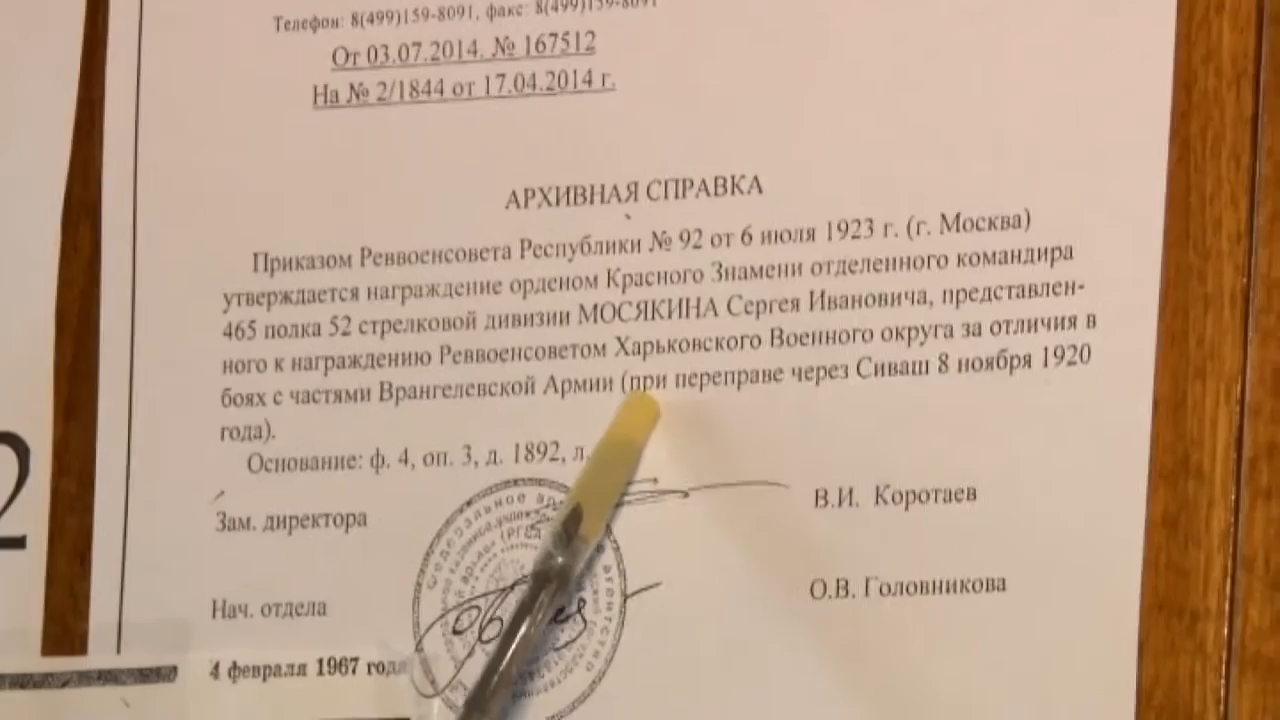 Телефон: 8(499)159-8091, факс: 8(499)159-8091
От 03.07.2014. № 167512
На № 2/1844 от 17.04.2014 г.
АРХИВНАЯ СПРАВКА
Приказом Реввоенсовета Республики № 92 от 6 июля 1923 г. (г. Москва)
утверждается награждение орденом Красного Знамени отделенного командира
465 полка 52 стрелковой дивизии МОСЯКИНА Сергея Ивановича, представлен-
ного к награждению Реввоенсоветом Харьковского Военного округа за отличия в
боях с частями Врангелевской Армии (при переправе через Сиваш 8 ноября 1920
года).
Основание: ф. 4, оп. 3, д. 1892, л.
Зам. директора
В.И. Коротаев
Нач. отдела
О.В. Головникова
4 февраля 1967 года
2